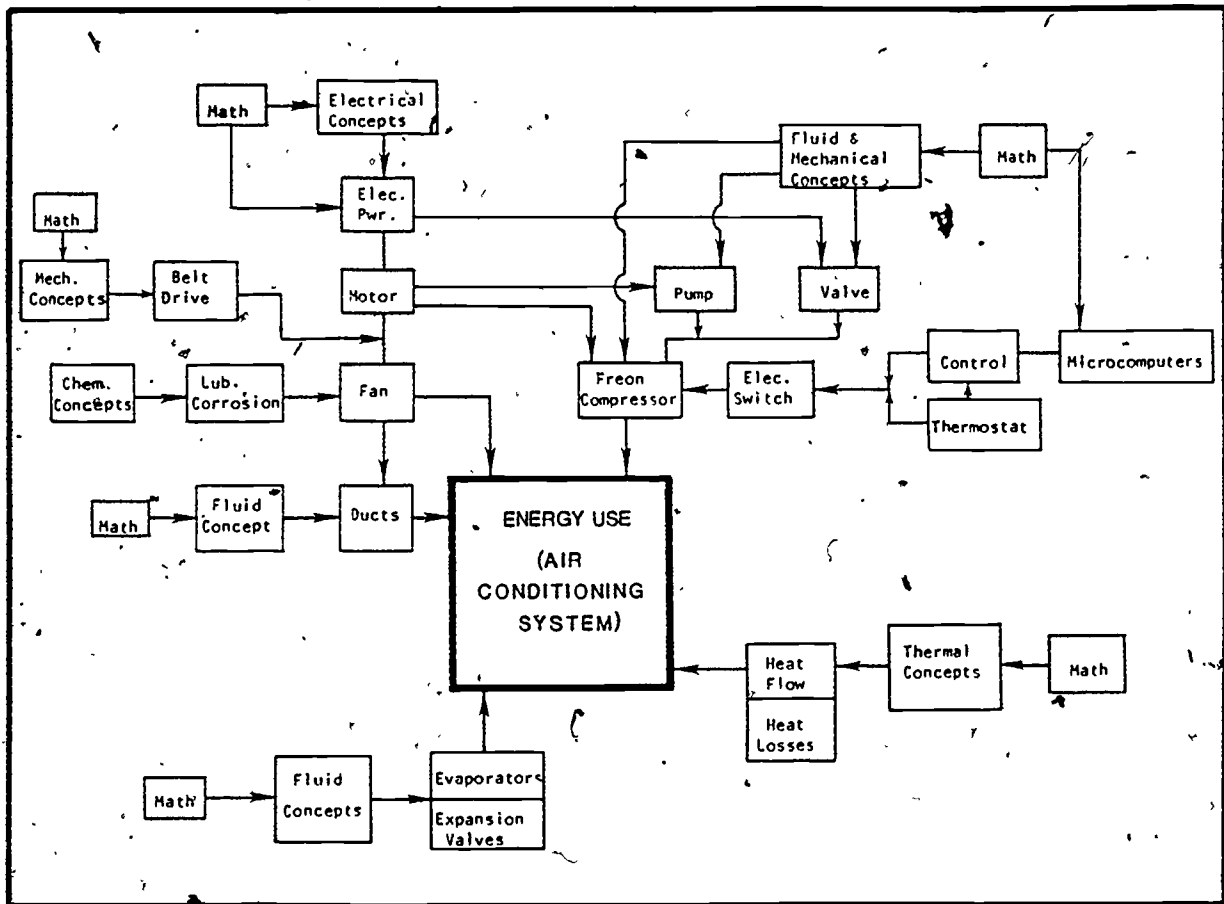 Math
Electrical
Concepts
Fluid &
Mechanical
Concepts
Math
Elec.
Pwr.
Math
Mech.
Concepts
Belt
Drive
Motor
Pump
Valve
Chem.
Concepts
Lub.
Corrosion
Fan
Freon
Compressor
Elec.
Switch
Control
Microcomputers
Thermostat
Math
Fluid
Concept
Ducts
ENERGY USE
(AIR
CONDITIONING
SYSTEM)
Heat
Flow
Heat
Losses
Thermal
Concepts
Math
Math
Fluid
Concepts
Evaporators
Expansion
Valves